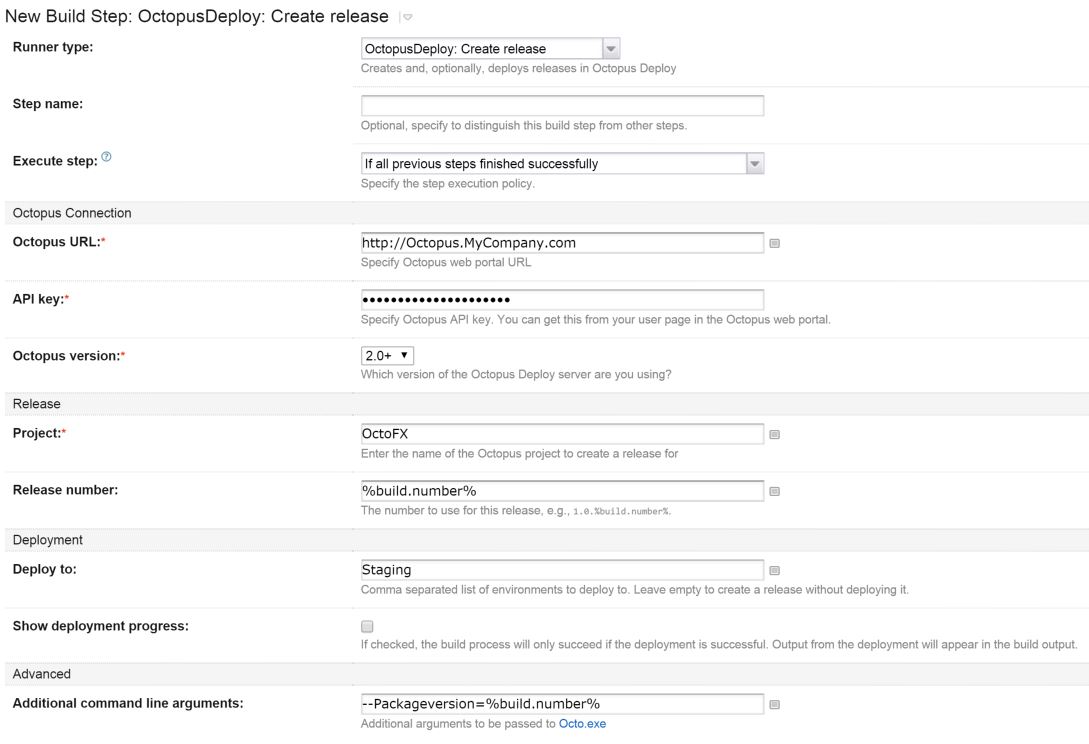 New Build Step: OctopusDeploy: Create release
Runner type:
OctopusDeploy: Create release
Creates and, optionally, deploys releases in Octopus Deploy
Step name:
Optional, specify to distinguish this build step from other steps.
Execute step: ?
If all previous steps finished successfully
Specify the step execution policy.
Octopus Connection
Octopus URL:*
http://Octopus.MyCompany.com
Specify Octopus web portal URL
API key:*
•••••••••••••••••••••
Specify Octopus API key. You can get this from your user page in the Octopus web portal.
Octopus version:*
2.0+
Which version of the Octopus Deploy server are you using?
Release
Project:*
OctoFX
Enter the name of the Octopus project to create a release for
Release number:
%build.number%
The number to use for this release, e.g., 1.0.%build.number%.
Deployment
Deploy to:
Staging
Comma separated list of environments to deploy to. Leave empty to create a release without deploying it.
Show deployment progress:
If checked, the build process will only succeed if the deployment is successful. Output from the deployment will appear in the build output.
Advanced
Additional command line arguments:
--Packageversion=%build.number%
Additional arguments to be passed to Octo.exe